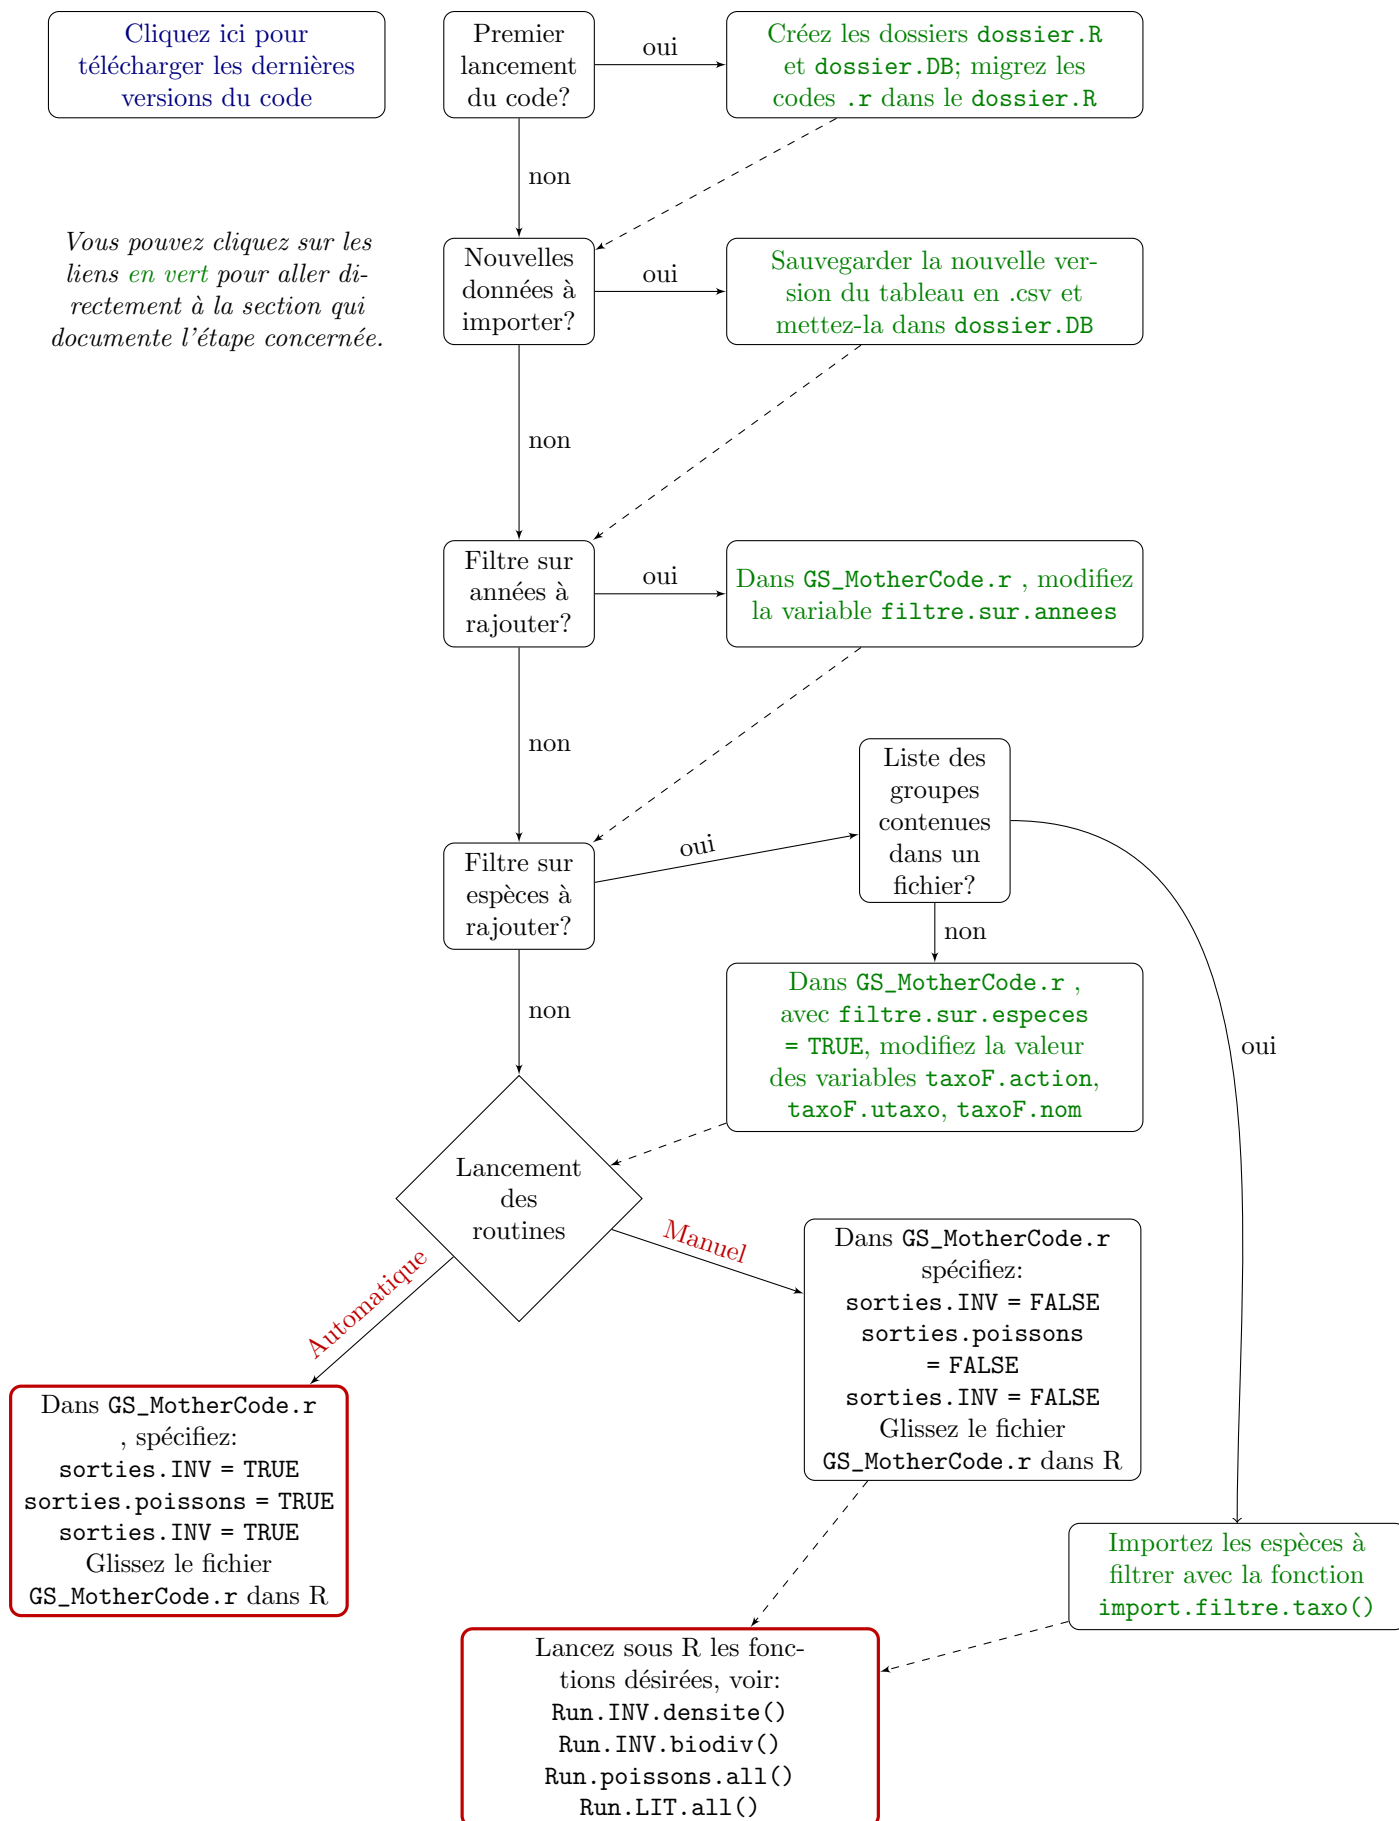 Cliquez ici pour
télécharger les dernières
versions du code
Premier
lancement
du code?
oui
Créez les dossiers dossier.R
et dossier.DB; migrez les
codes .r dans le dossier.R
non
Vous pouvez cliquez sur les
liens en vert pour aller di-
rectement à la section qui
documente l'étape concernée.
Nouvelles
données à
importer?
oui
Sauvegarder la nouvelle ver-
sion du tableau en .csv et
mettez-la dans dossier.DB
non
Filtre sur
années à
rajouter?
oui
Dans GS_MotherCode.r , modifiez
la variable filtre.sur.annees
non
Filtre sur
espèces à
rajouter?
oui
Liste des
groupes
contenues
dans un
fichier?
non
oui
Dans GS_MotherCode.r ,
avec filtre.sur.especes
= TRUE, modifiez la valeur
des variables taxoF.action,
taxoF.utaxo, taxoF.nom
non
Lancement
des
routines
Automatique
Manuel
Dans GS_MotherCode.r
spécifiez:
sorties.INV = FALSE
sorties.poissons
= FALSE
sorties.INV = FALSE
Glissez le fichier
GS_MotherCode.r dans R
Dans GS_MotherCode.r
, spécifiez:
sorties.INV = TRUE
sorties.poissons = TRUE
sorties.INV = TRUE
Glissez le fichier
GS_MotherCode.r dans R
Importez les espèces à
filtrer avec la fonction
import.filtre.taxo()
Lancez sous R les fonc-
tions désirées, voir:
Run.INV.densite()
Run.INV.biodiv()
Run.poissons.all()
Run.LIT.all()